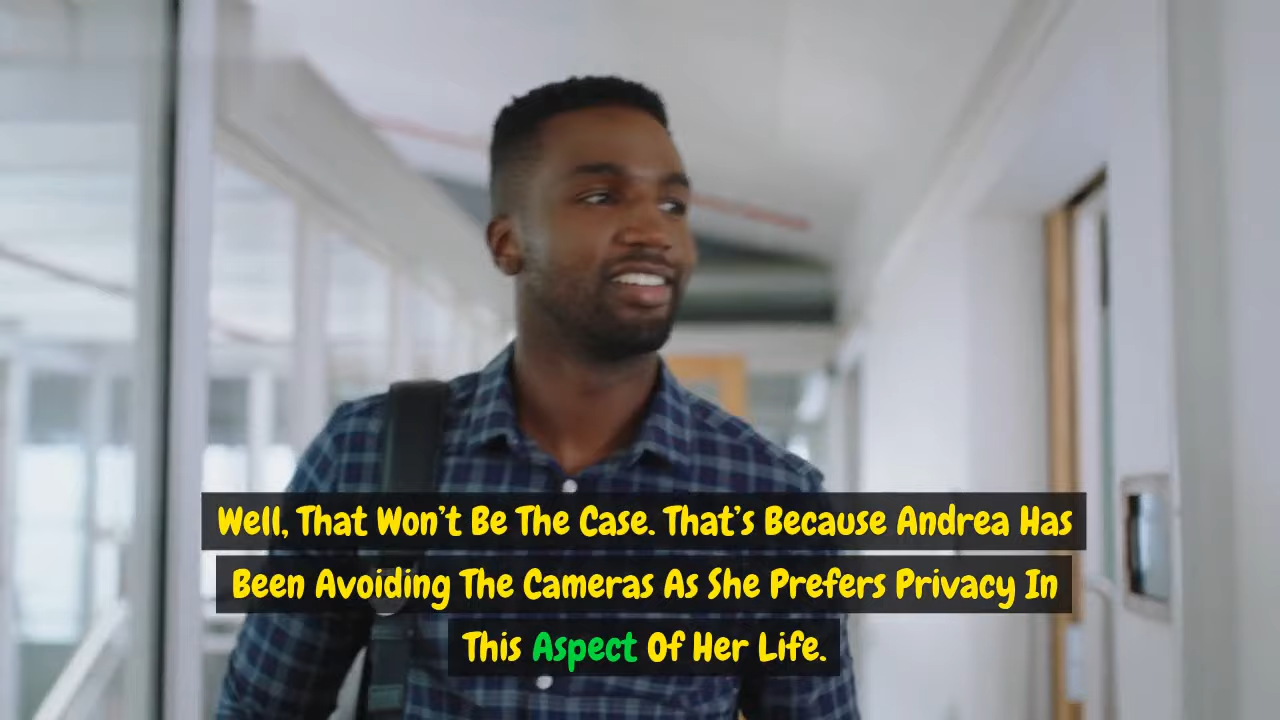 Well, That Won’t Be The Case. That’s Because Andrea Has
Been Avoiding The Cameras As She Prefers Privacy In
This Aspect Of Her Life.